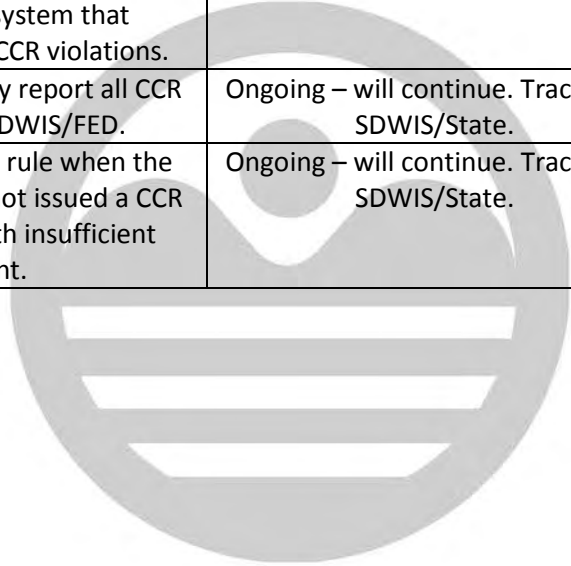 system that
CCR violations.
y report all CCR
DWIS/FED.
Ongoing – will continue. Trac
SDWIS/State.
rule when the
ot issued a CCR
th insufficient
nt.
Ongoing – will continue. Trac
SDWIS/State.